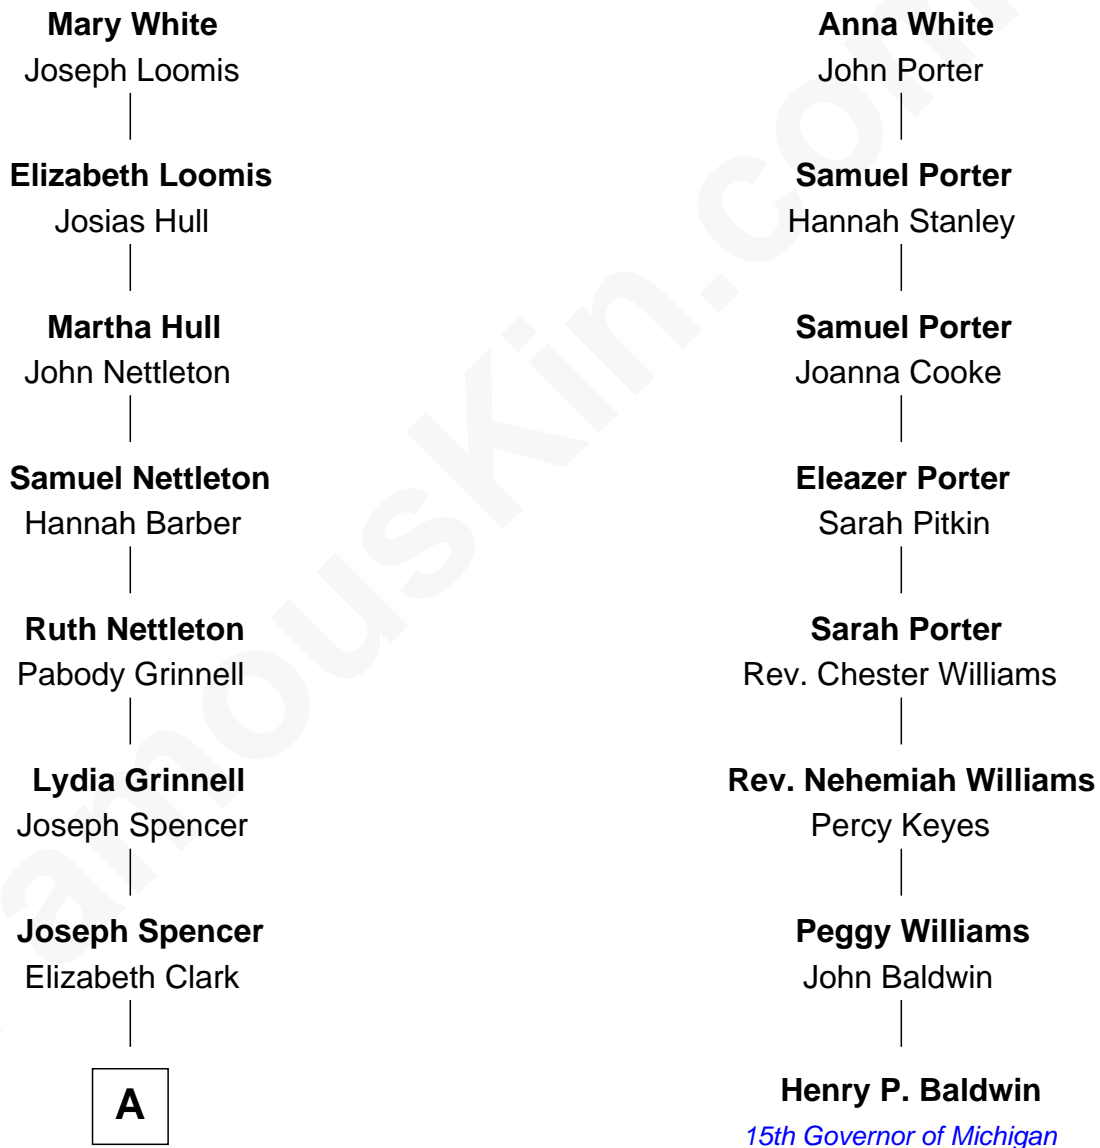 Mary White
Joseph Loomis
Elizabeth Loomis
Josias Hull
Martha Hull
John Nettleton
Samuel Nettleton
Hannah Barber
Ruth Nettleton
Pabody Grinnell
Lydia Grinnell
Joseph Spencer
Joseph Spencer
Elizabeth Clark
A
Anna White
John Porter
Samuel Porter
Hannah Stanley
Samuel Porter
Joanna Cooke
Eleazer Porter
Sarah Pitkin
Sarah Porter
Rev. Chester Williams
Rev. Nehemiah Williams
Percy Keyes
Peggy Williams
John Baldwin
Henry P. Baldwin
15th Governor of Michigan
amouskin.com